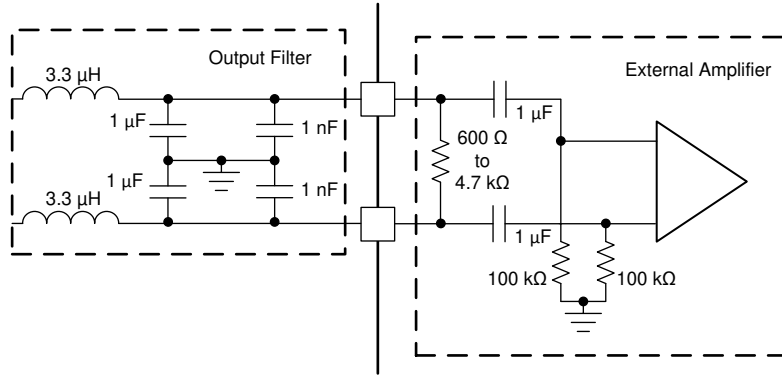 Output Filter
3.3 µH
1 µF
1 nF
1 µF
1 nF
3.3 µH
External Amplifier
1 µF
600 Ω
to
4.7 kΩ
1 µF
100 kΩ
100 kΩ